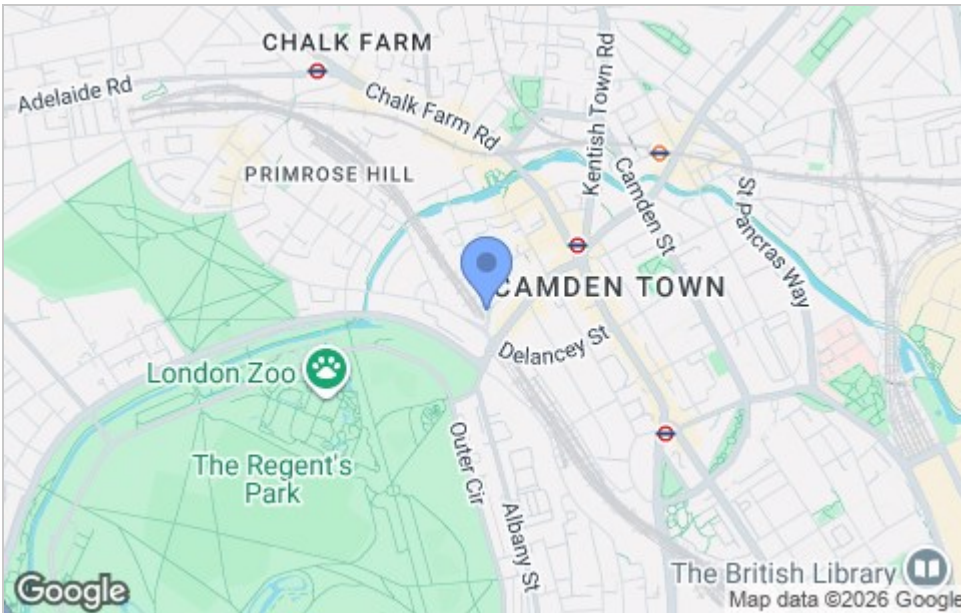 CHALK FARM
Adelaide Rd
Chalk Farm Rd
Kentish Town Rd
PRIMROSE HILL
Camden St
St Pancras Way
CAMDEN TOWN
Delancey St
London Zoo
The Regent's
Park
Outer Cir
Albany St
The British Library
Google
Map data ©2026 Google